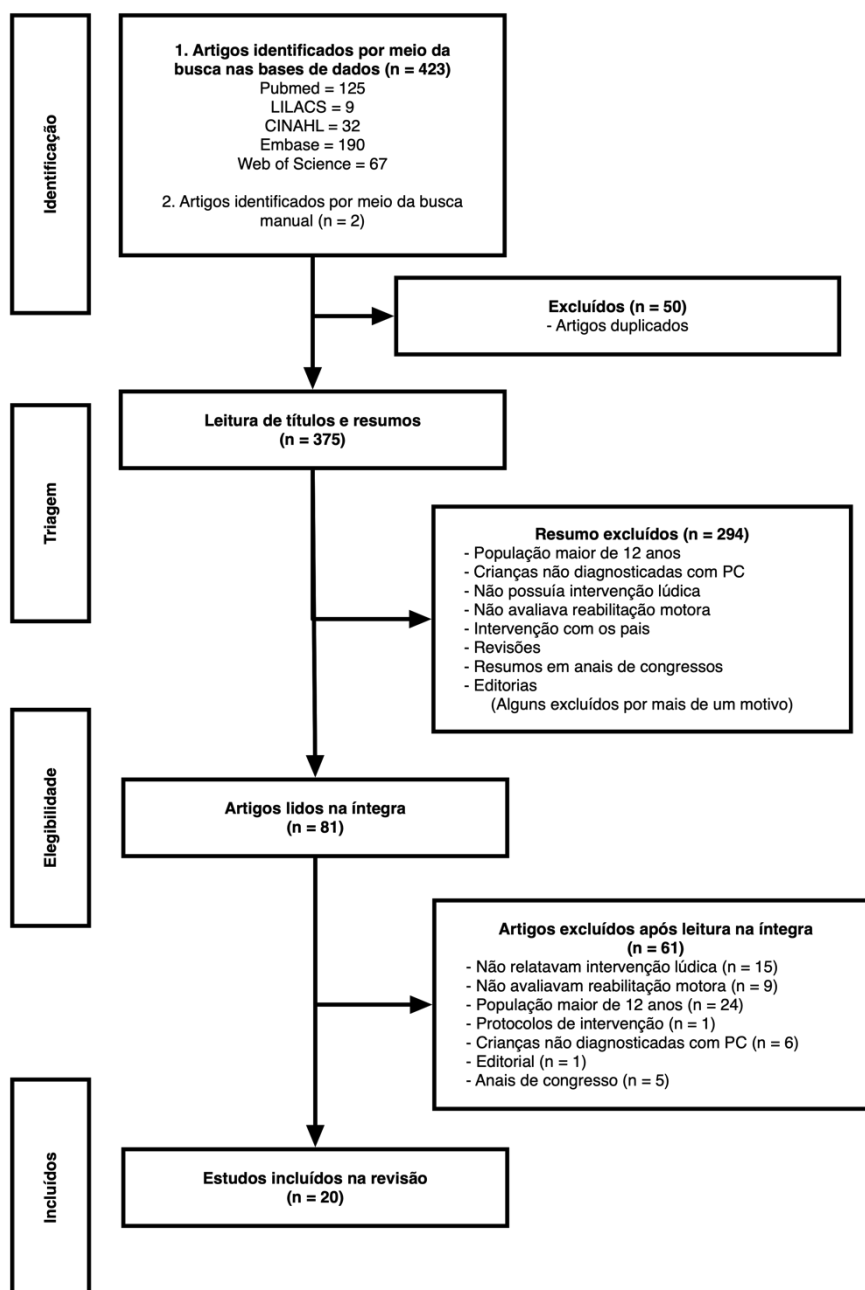 Identificação
1. Artigos identificados por meio da
busca nas bases de dados (n = 423)
Pubmed = 125
LILACS = 9
CINAHL = 32
Embase = 190
Web of Science = 67
2. Artigos identificados por meio da busca
manual (n = 2)
Excluídos (n = 50)
- Artigos duplicados
Triagem
Leitura de títulos e resumos
(n = 375)
Resumo excluídos (n = 294)
- População maior de 12 anos
- Crianças não diagnosticadas com PC
- Não possuía intervenção lúdica
- Não avaliava reabilitação motora
- Intervenção com os pais
- Revisões
- Resumos em anais de congressos
- Editorias
(Alguns excluídos por mais de um motivo)
Elegibilidade
Artigos lidos na íntegra
(n = 81)
Artigos excluídos após leitura na íntegra
(n = 61)
- Não relatavam intervenção lúdica (n = 15)
- Não avaliavam reabilitação motora (n = 9)
- População maior de 12 anos (n = 24)
- Protocolos de intervenção (n = 1)
- Crianças não diagnosticadas com PC (n = 6)
- Editorial (n = 1)
- Anais de congresso (n = 5)
Incluídos
Estudos incluídos na revisão
(n = 20)